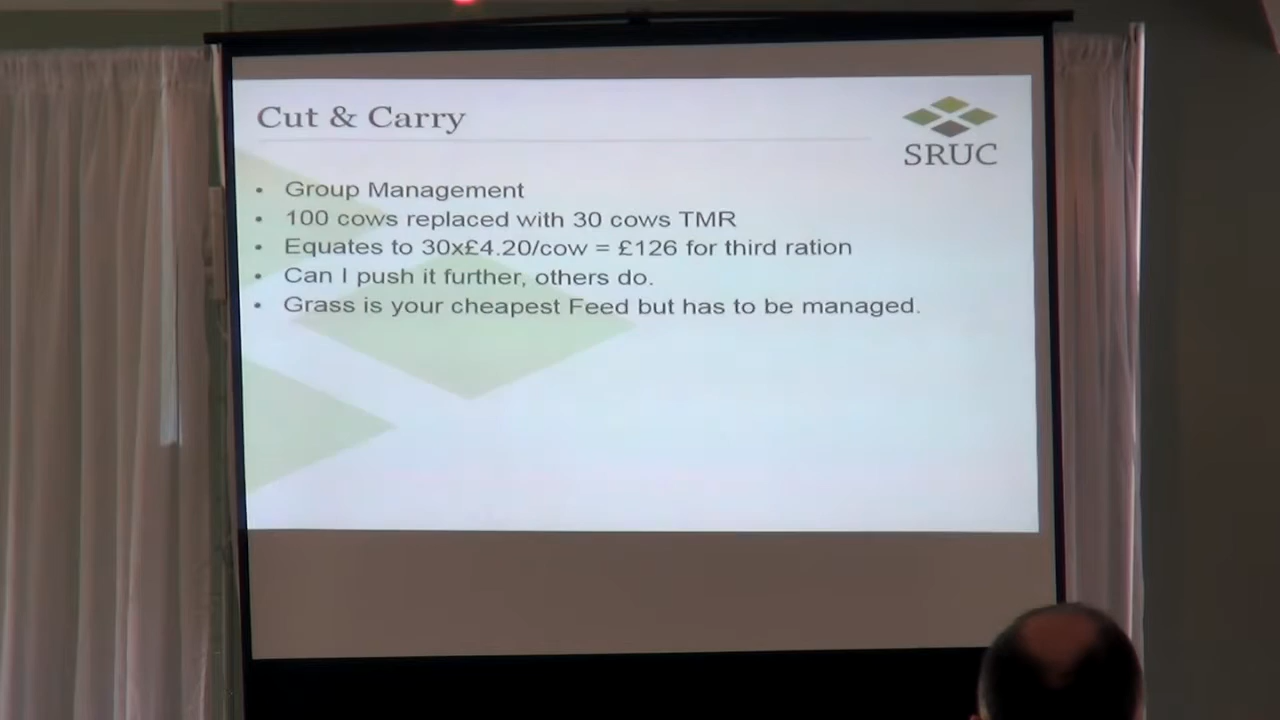 Cut & Carry
SRUC
• Group Management
• 100 cows replaced with 30 cows TMR
• Equates to 30x£4.20/cow = £126 for third ration
• Can I push it further, others do.
• Grass is your cheapest Feed but has to be managed.